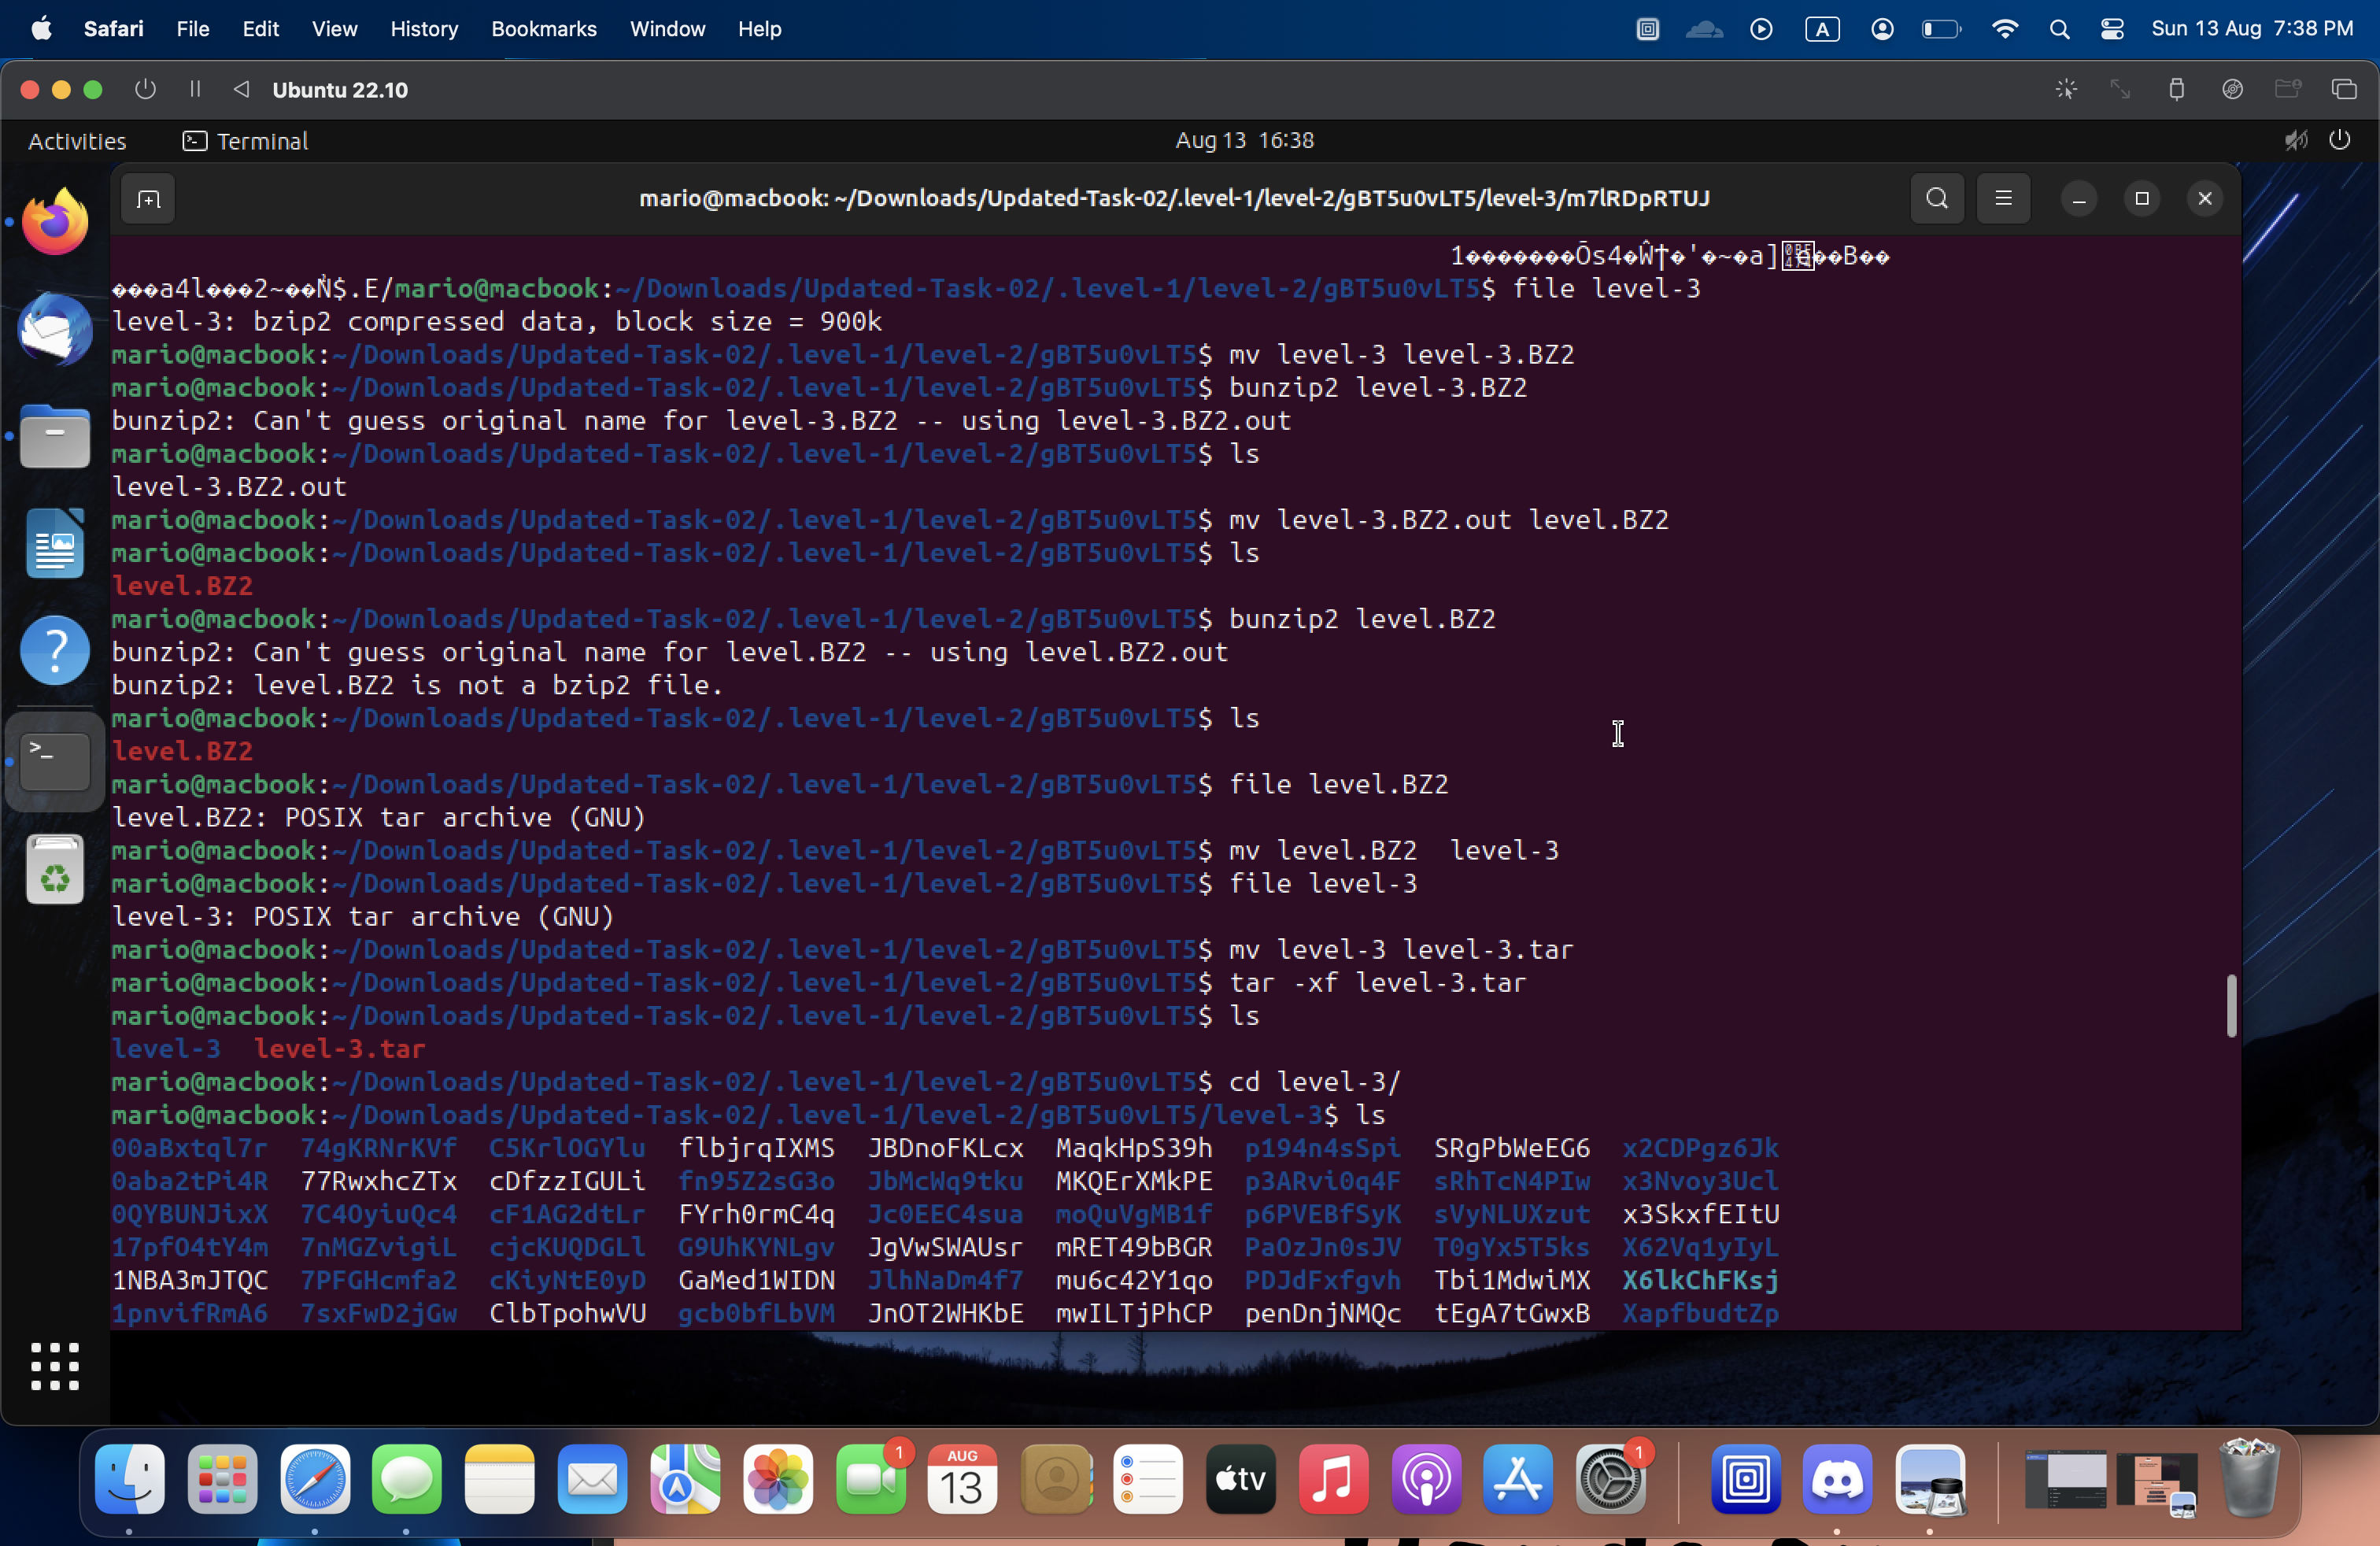 Safari File Edit View History Bookmarks Window Help A Sun 13 Aug 7:38 PM
Ubuntu 22.10
Activities Terminal Aug 13 16:38
mario@macbook: ~/Downloads/Updated-Task-02/.level-1/level-2/gBT5u0vLT5/level-3/m7lRDpRTUJ
mario@macbook:~/Downloads/Updated-Task-02/.level-1/level-2/gBT5u0vLT5$ file level-3
level-3: bzip2 compressed data, block size = 900k
mario@macbook:~/Downloads/Updated-Task-02/.level-1/level-2/gBT5u0vLT5$ mv level-3 level-3.BZ2
mario@macbook:~/Downloads/Updated-Task-02/.level-1/level-2/gBT5u0vLT5$ bunzip2 level-3.BZ2
bunzip2: Can't guess original name for level-3.BZ2 -- using level-3.BZ2.out
mario@macbook:~/Downloads/Updated-Task-02/.level-1/level-2/gBT5u0vLT5$ ls
level-3.BZ2.out
mario@macbook:~/Downloads/Updated-Task-02/.level-1/level-2/gBT5u0vLT5$ mv level-3.BZ2.out level.BZ2
mario@macbook:~/Downloads/Updated-Task-02/.level-1/level-2/gBT5u0vLT5$ ls
level.BZ2
mario@macbook:~/Downloads/Updated-Task-02/.level-1/level-2/gBT5u0vLT5$ bunzip2 level.BZ2
bunzip2: Can't guess original name for level.BZ2 -- using level.BZ2.out
bunzip2: level.BZ2 is not a bzip2 file.
mario@macbook:~/Downloads/Updated-Task-02/.level-1/level-2/gBT5u0vLT5$ ls
level.BZ2
mario@macbook:~/Downloads/Updated-Task-02/.level-1/level-2/gBT5u0vLT5$ file level.BZ2
level.BZ2: POSIX tar archive (GNU)
mario@macbook:~/Downloads/Updated-Task-02/.level-1/level-2/gBT5u0vLT5$ mv level.BZ2  level-3
mario@macbook:~/Downloads/Updated-Task-02/.level-1/level-2/gBT5u0vLT5$ file level-3
level-3: POSIX tar archive (GNU)
mario@macbook:~/Downloads/Updated-Task-02/.level-1/level-2/gBT5u0vLT5$ mv level-3 level-3.tar
mario@macbook:~/Downloads/Updated-Task-02/.level-1/level-2/gBT5u0vLT5$ tar -xf level-3.tar
mario@macbook:~/Downloads/Updated-Task-02/.level-1/level-2/gBT5u0vLT5$ ls
level-3  level-3.tar
mario@macbook:~/Downloads/Updated-Task-02/.level-1/level-2/gBT5u0vLT5$ cd level-3/
mario@macbook:~/Downloads/Updated-Task-02/.level-1/level-2/gBT5u0vLT5/level-3$ ls
00aBxtql7r  74gKRNrKVf  C5KrlOGYlu  flbjrqIXMS  JBDnoFKLcx  MaqkHpS39h  p194n4sSpi  SRgPbWeEG6  x2CDPgz6Jk
0aba2tPi4R  77RwxhcZTx  cDfzzIGULi  fn95Z2sG3o  JbMcWq9tku  MKQErXMkPE  p3ARvi0q4F  sRhTcN4PIw  x3Nvoy3Ucl
0QYBUNJixX  7C4OyiuQc4  cF1AG2dtLr  FYrh0rmC4q  Jc0EEC4sua  moQuVgMB1f  p6PVEBfSyK  sVyNLUXzut  x3SkxfEItU
17pfO4tY4m  7nMGZvigiL  cjcKUQDGLl  G9UhKYNLgv  JgVwSWAUsr  mRET49bBGR  PaOzJn0sJV  T0gYx5T5ks  X62Vq1yIyL
1NBA3mJTQC  7PFGHcmfa2  cKiyNtE0yD  GaMed1WIDN  JlhNaDm4f7  mu6c42Y1qo  PDJdFxfgvh  Tbi1MdwiMX  X6lkChFKsj
1pnvifRmA6  7sxFwD2jGw  ClbTpohwVU  gcb0bfLbVM  JnOT2WHKbE  mwILTjPhCP  penDnjNMQc  tEgA7tGwxB  XapfbudtZp
1 AUG 13 tv 1